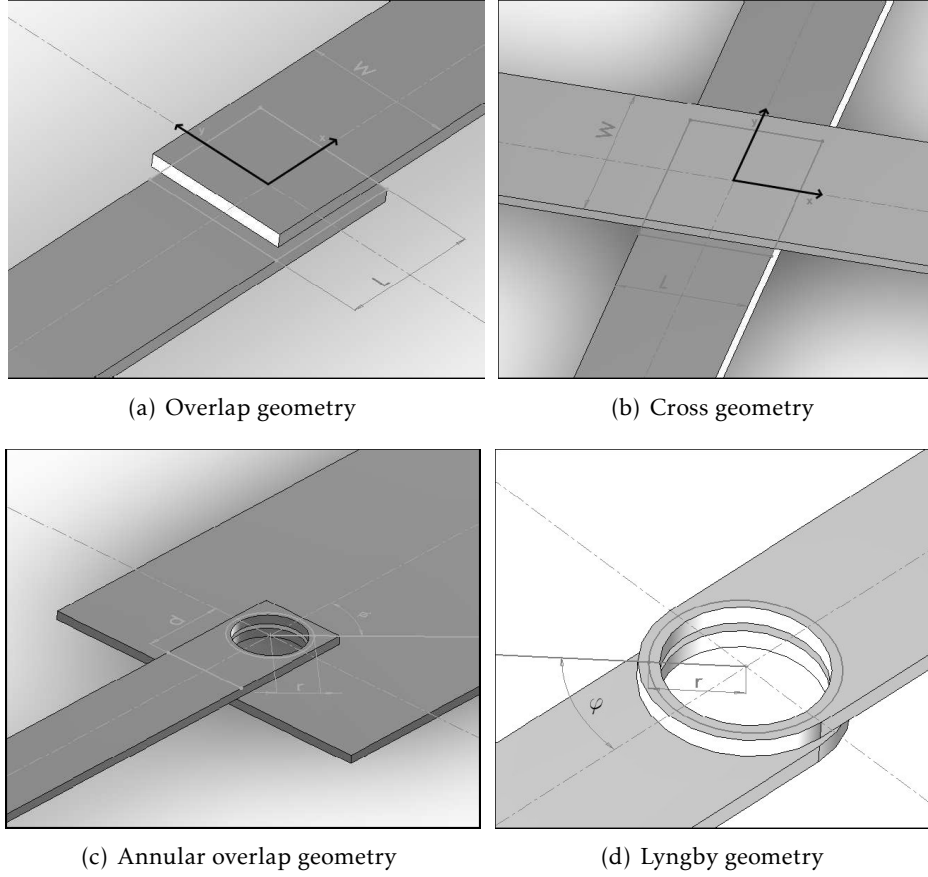 W
y
x
L
(a) Overlap geometry
W
y
x
L
(b) Cross geometry
d
r
(c) Annular overlap geometry
r
φ
(d) Lyngby geometry